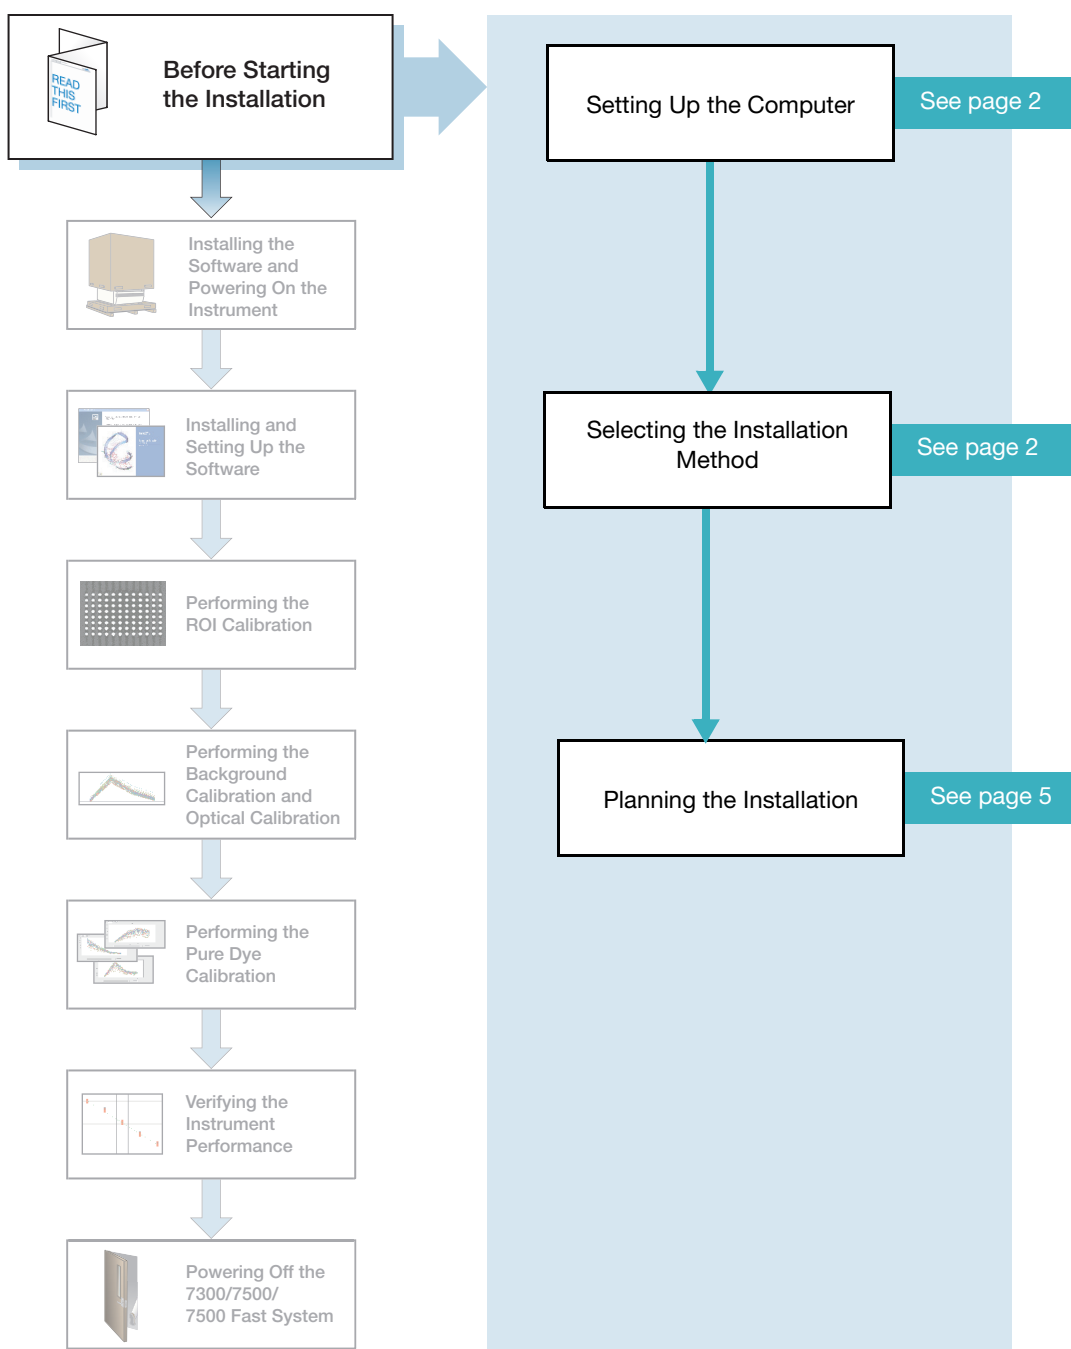 READ
THIS
FIRST
Before Starting
the Installation
Installing the
Software and
Powering On the
Instrument
Installing and
Setting Up the
Software
Performing the
ROI Calibration
Performing the
Background
Calibration and
Optical Calibration
Performing the
Pure Dye
Calibration
Verifying the
Instrument
Performance
Powering Off the
7300/7500/
7500 Fast System
Setting Up the Computer
See page 2
Selecting the Installation
Method
See page 2
Planning the Installation
See page 5